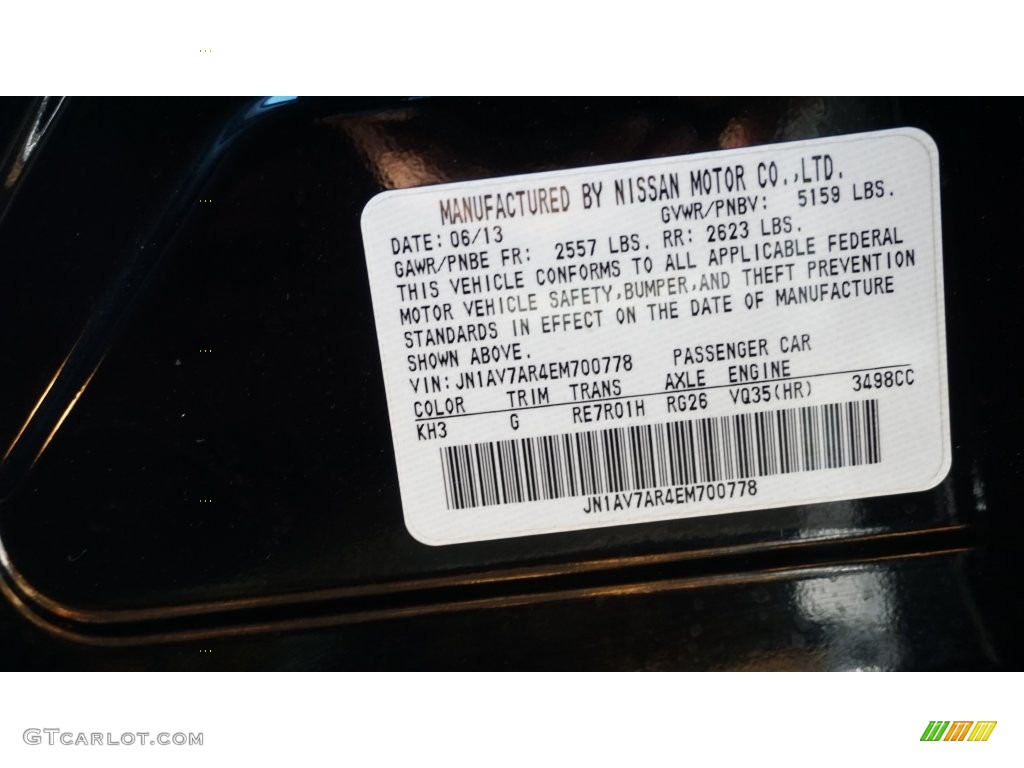 MANUFACTURED BY NISSAN MOTOR CO.,LTD.
DATE: 06/13 GVWR/PNBV: 5159 LBS.
GAWR/PNBE FR: 2557 LBS. RR: 2623 LBS.
THIS VEHICLE CONFORMS TO ALL APPLICABLE FEDERAL
MOTOR VEHICLE SAFETY,BUMPER,AND THEFT PREVENTION
STANDARDS IN EFFECT ON THE DATE OF MANUFACTURE
SHOWN ABOVE.
VIN: JN1AV7AR4EM700778 PASSENGER CAR
COLOR TRIM TRANS AXLE ENGINE
KH3 G RE7R01H RG26 VQ35(HR) 3498CC
JN1AV7AR4EM700778
GTcarlot.com